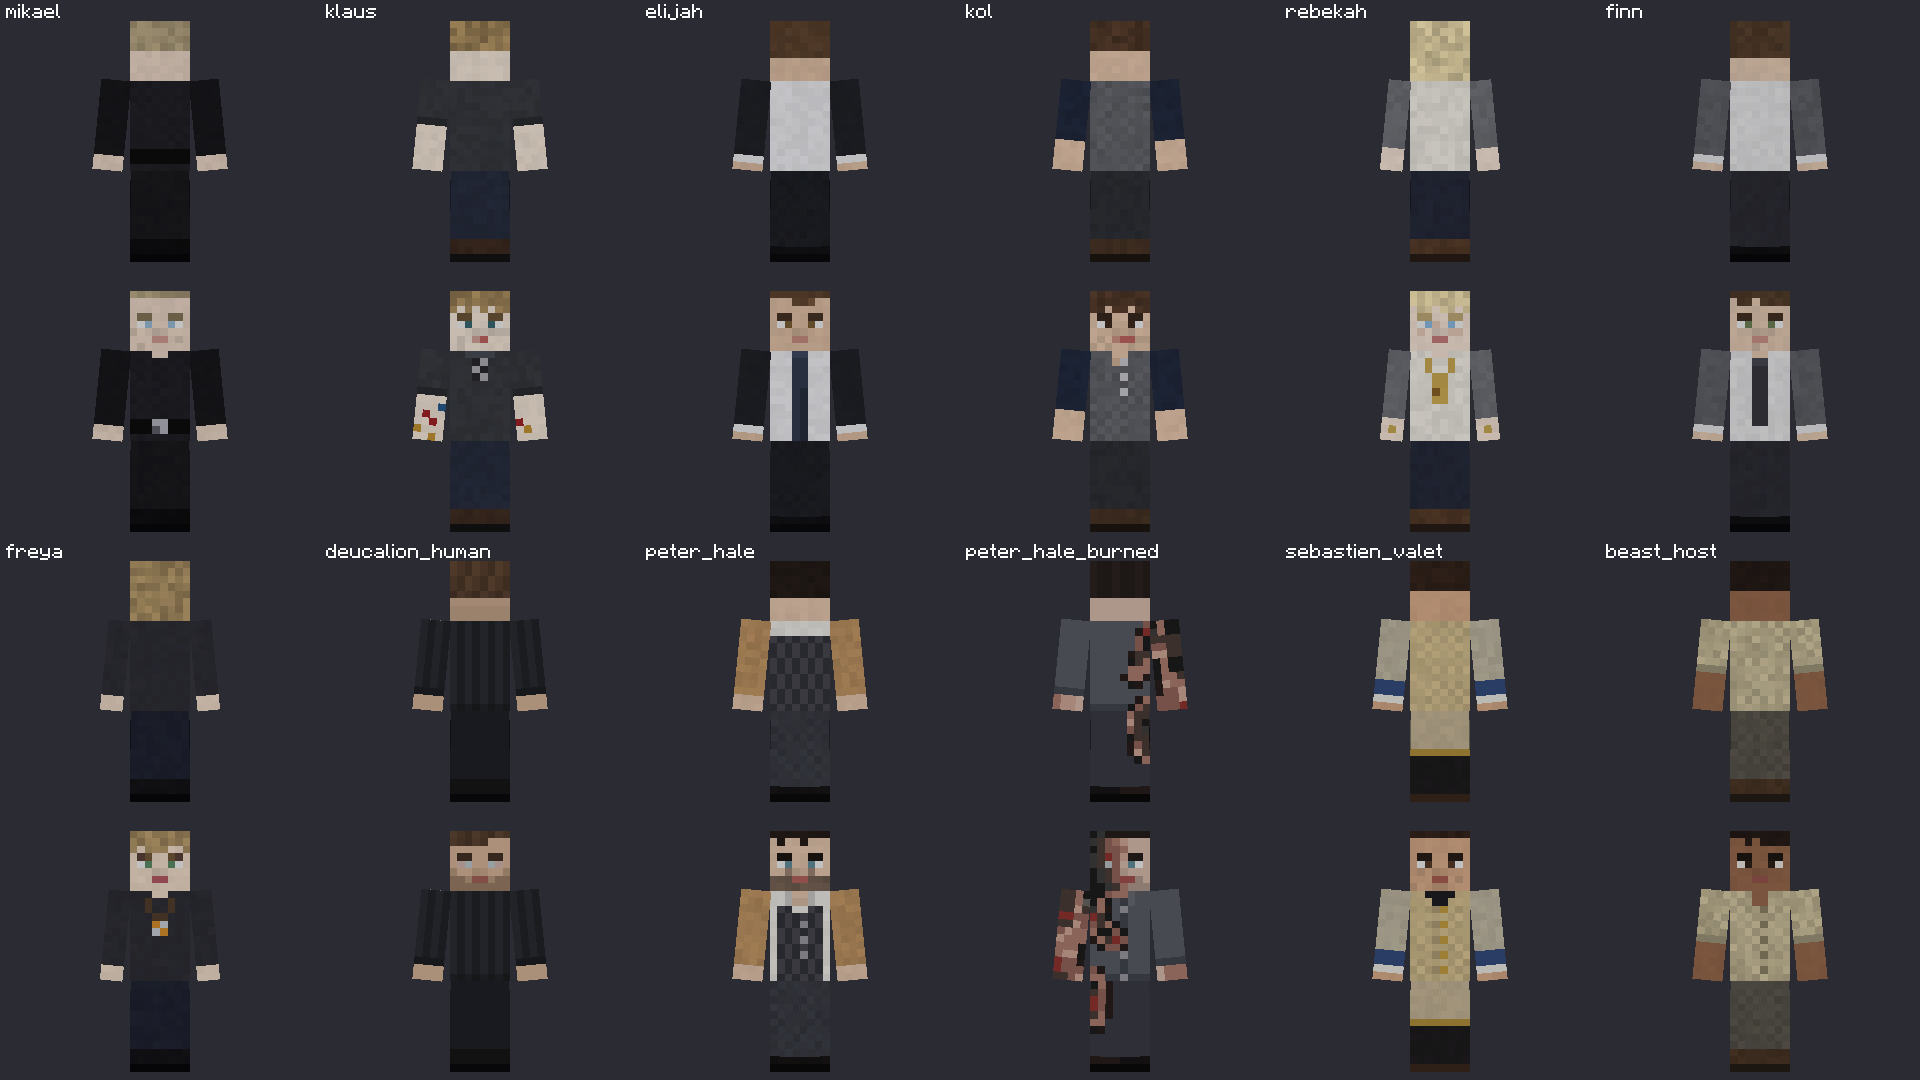 mikael
klaus
elijah
kol
rebekah
finn
freya
deucalion_human
peter_hale
peter_hale_burned
sebastien_valet
beast_host